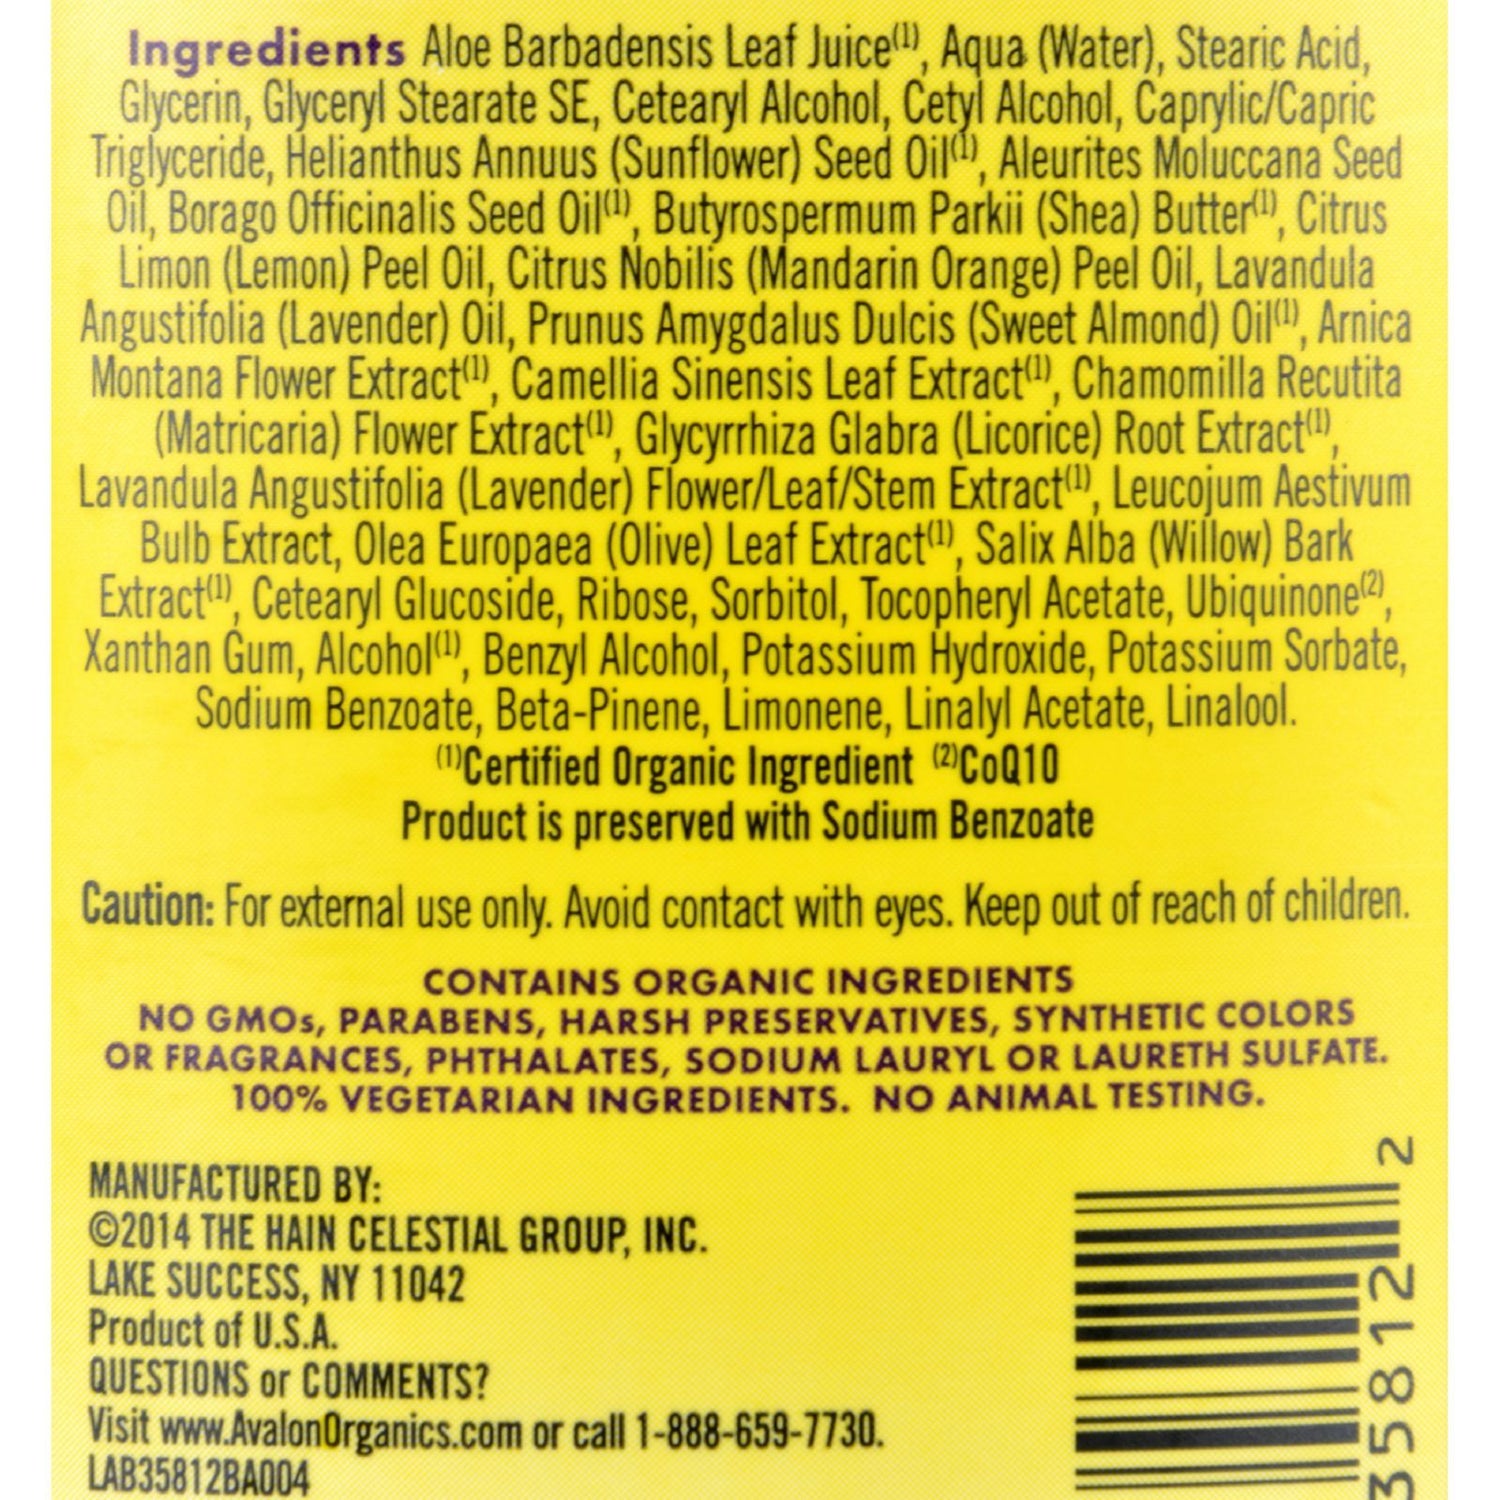 Ingredients Aloe Barbadensis Leaf Juice(1), Aqua (Water), Stearic Acid,
Glycerin, Glyceryl Stearate SE, Cetearyl Alcohol, Cetyl Alcohol, Caprylic/Capric
Triglyceride, Helianthus Annuus (Sunflower) Seed Oil(1), Aleurites Moluccana Seed
Oil, Borago Officinalis Seed Oil(1), Butyrospermum Parkii (Shea) Butter(1), Citrus
Limon (Lemon) Peel Oil, Citrus Nobilis (Mandarin Orange) Peel Oil, Lavandula
Angustifolia (Lavender) Oil, Prunus Amygdalus Dulcis (Sweet Almond) Oil(1), Arnica
Montana Flower Extract(1), Camellia Sinensis Leaf Extract(1), Chamomilla Recutita
(Matricaria) Flower Extract(1), Glycyrrhiza Glabra (Licorice) Root Extract(1),
Lavandula Angustifolia (Lavender) Flower/Leaf/Stem Extract(1), Leucojum Aestivum
Bulb Extract, Olea Europaea (Olive) Leaf Extract(1), Salix Alba (Willow) Bark
Extract(1), Cetearyl Glucoside, Ribose, Sorbitol, Tocopheryl Acetate, Ubiquinone(2),
Xanthan Gum, Alcohol(1), Benzyl Alcohol, Potassium Hydroxide, Potassium Sorbate,
Sodium Benzoate, Beta-Pinene, Limonene, Linalyl Acetate, Linalool.
(1)Certified Organic Ingredient (2)CoQ10
Product is preserved with Sodium Benzoate
Caution: For external use only. Avoid contact with eyes. Keep out of reach of children.
CONTAINS ORGANIC INGREDIENTS
NO GMOs, PARABENS, HARSH PRESERVATIVES, SYNTHETIC COLORS
OR FRAGRANCES, PHTHALATES, SODIUM LAURYL OR LAURETH SULFATE.
100% VEGETARIAN INGREDIENTS. NO ANIMAL TESTING.
MANUFACTURED BY:
©2014 THE HAIN CELESTIAL GROUP, INC.
LAKE SUCCESS, NY 11042
Product of U.S.A.
QUESTIONS or COMMENTS?
Visit www.AvalonOrganics.com or call 1-888-659-7730.
LAB35812BA004
35812 2